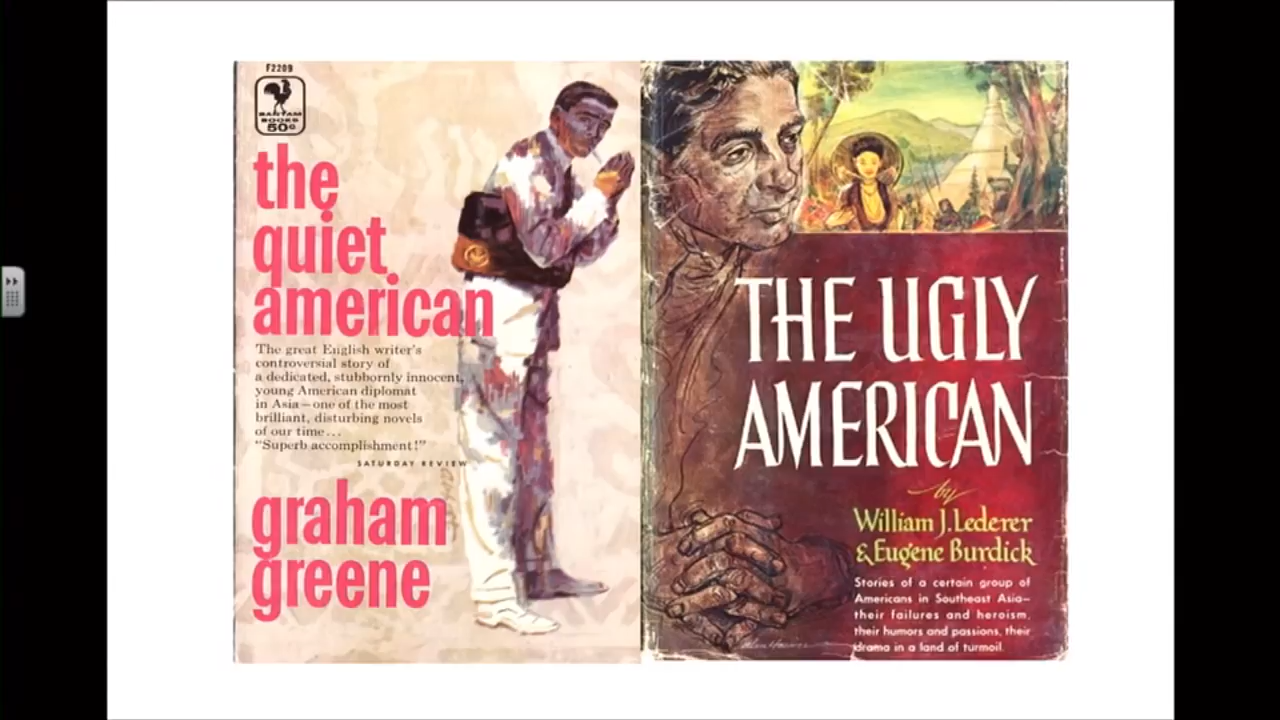 F2209
BANTAM
BOOKS
50¢
the
quiet
american
The great English writer's
controversial story of
a dedicated, stubbornly innocent,
young American diplomat
in Asia—one of the most
brilliant, disturbing novels
of our time...
"Superb accomplishment!"
SATURDAY REVIEW
graham
greene
THE UGLY
AMERICAN
by
William J. Lederer
& Eugene Burdick
Stories of a certain group of
Americans in Southeast Asia—
their failures and heroism,
their humors and passions, their
drama in a land of turmoil.